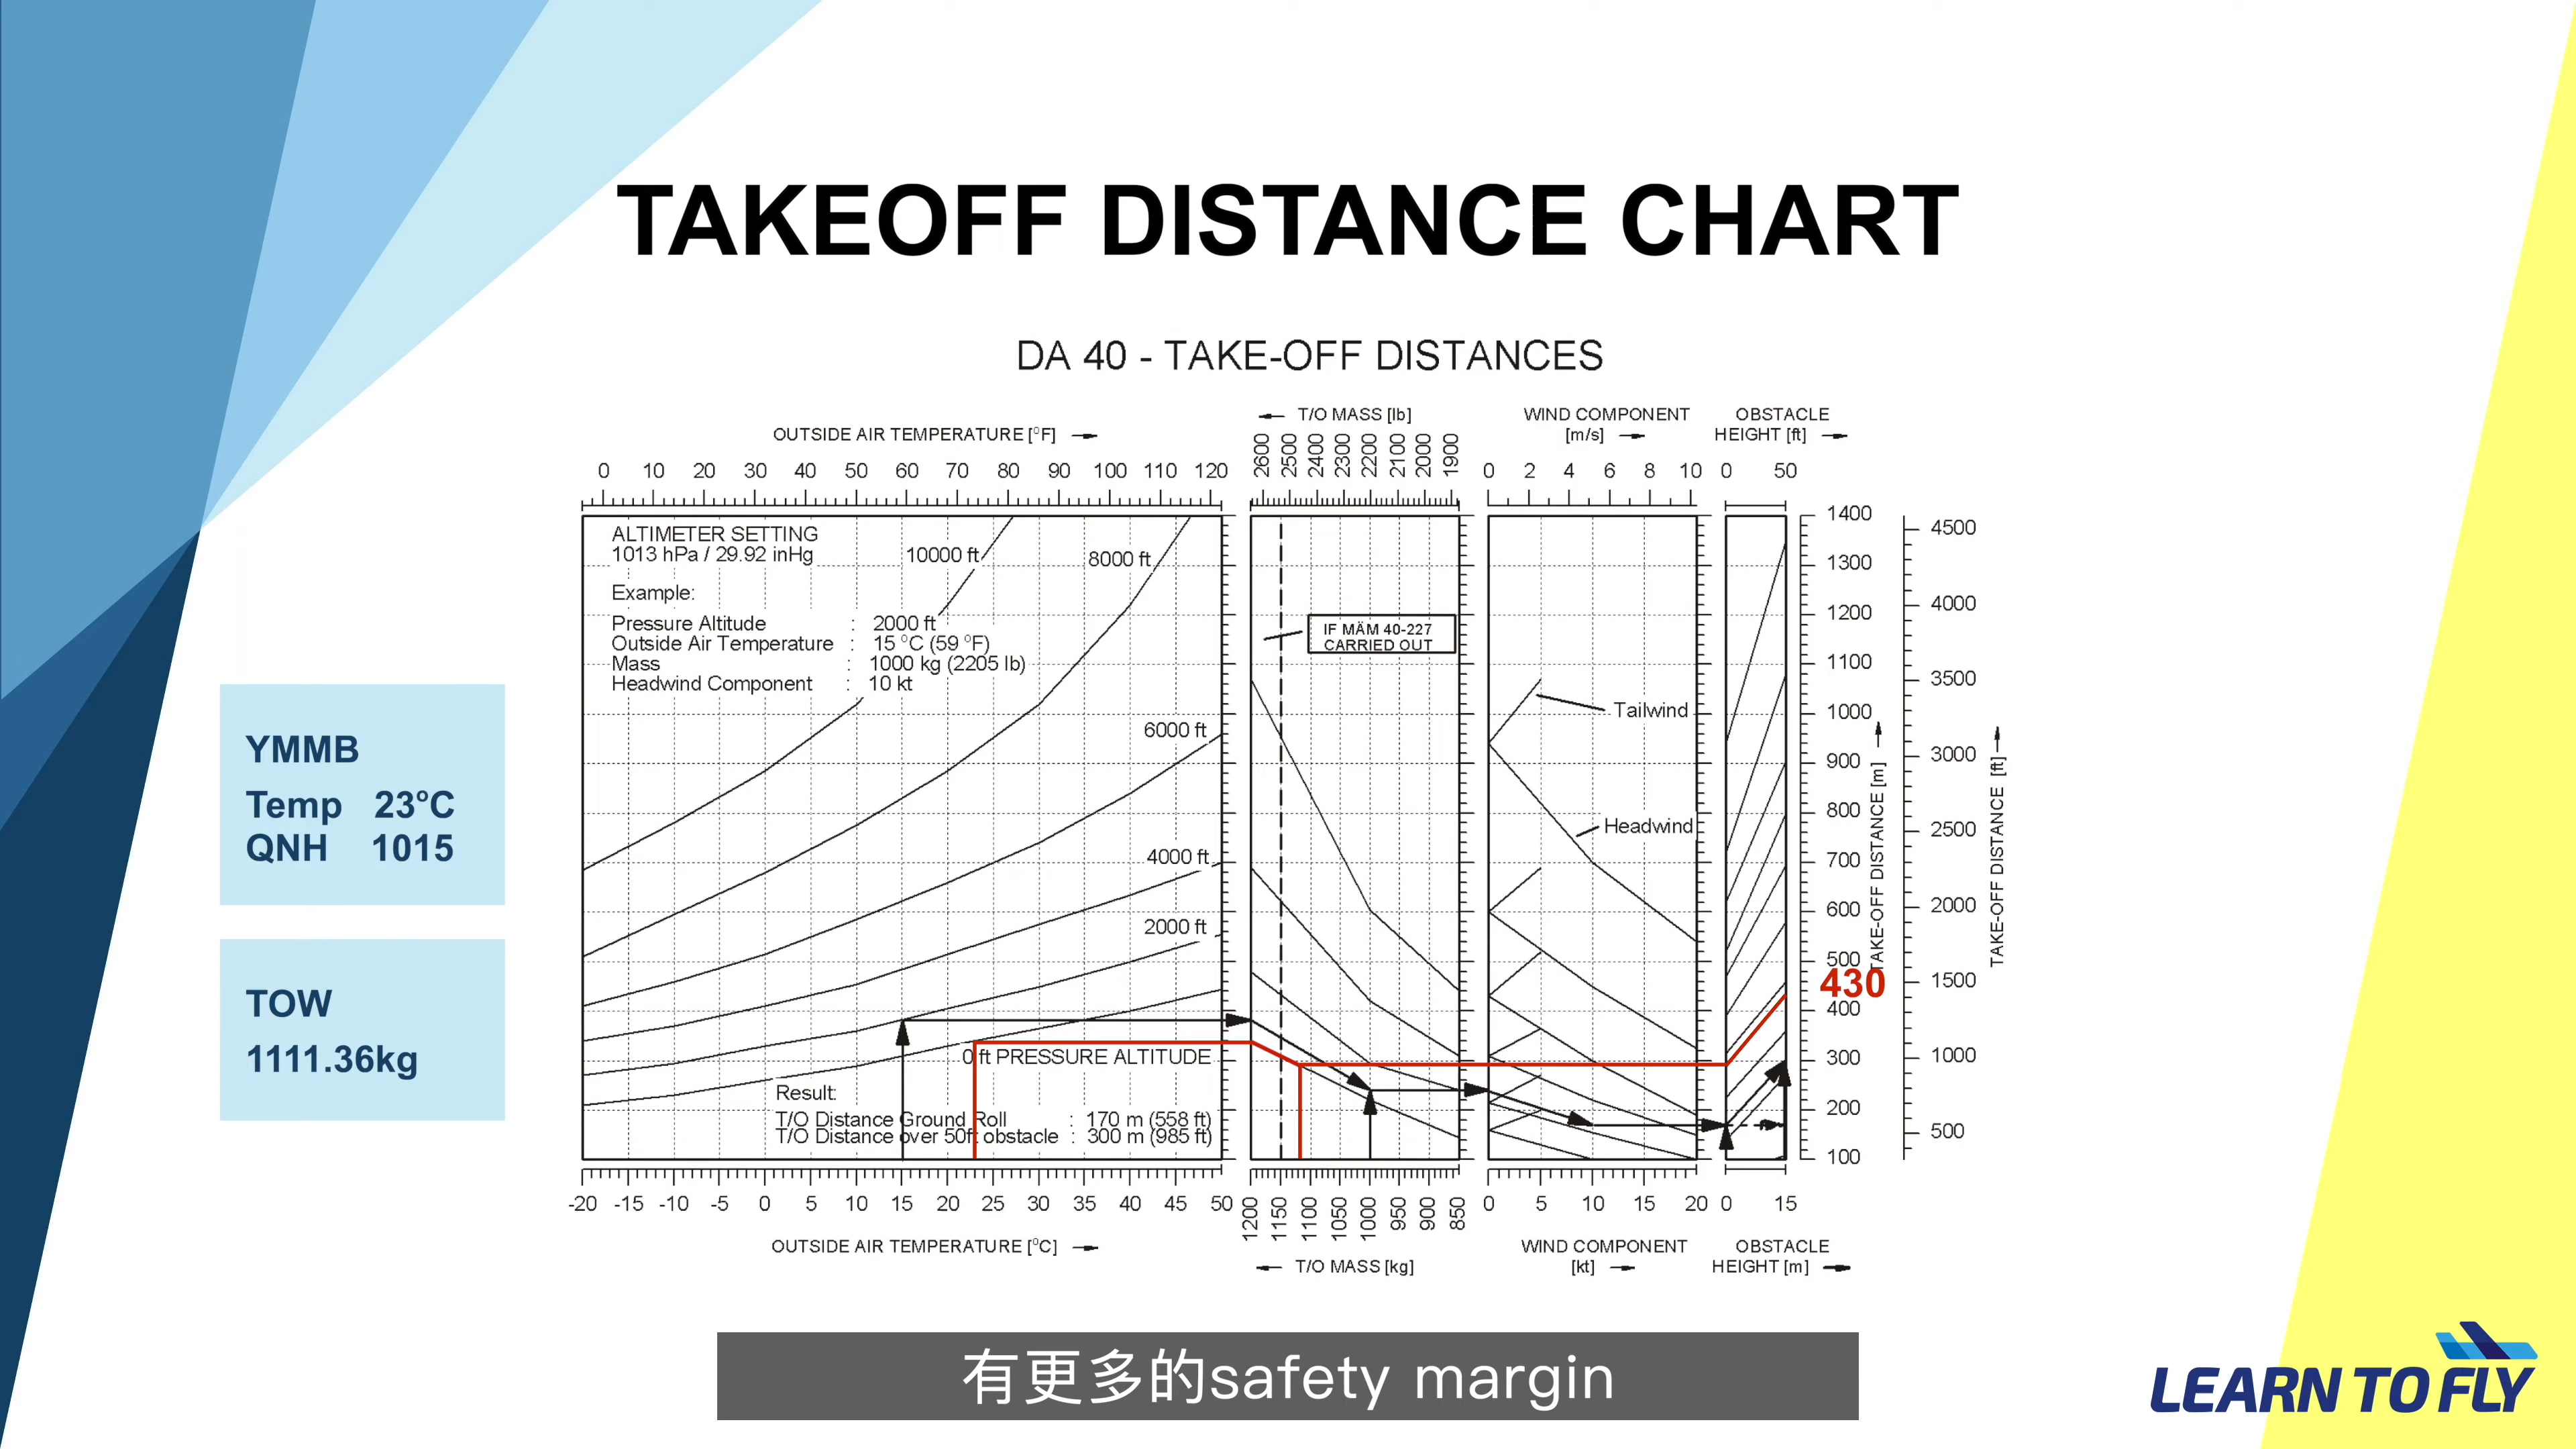 TAKEOFF DISTANCE CHART
DA 40 - TAKE-OFF DISTANCES
OUTSIDE AIR TEMPERATURE [°F]
T/O MASS [lb]
WIND COMPONENT
[m/s]
OBSTACLE
HEIGHT [ft]
0 10 20 30 40 50 60 70 80 90 100 110 120
2600 2500 2400 2300 2200 2100 2000 1900
0 2 4 6 8 10
0 50
ALTIMETER SETTING
1013 hPa / 29.92 inHg
Example:
Pressure Altitude : 2000 ft
Outside Air Temperature : 15 °C (59 °F)
Mass : 1000 kg (2205 lb)
Headwind Component : 10 kt
10000 ft
8000 ft
6000 ft
4000 ft
2000 ft
0 ft PRESSURE ALTITUDE
Result:
T/O Distance Ground Roll : 170 m (558 ft)
T/O Distance over 50ft obstacle : 300 m (985 ft)
IF MÄM 40-227
CARRIED OUT
Tailwind
Headwind
1400
1300
1200
1100
1000
900
800
700
600
500
430
400
300
200
100
TAKE-OFF DISTANCE [m]
4500
4000
3500
3000
2500
2000
1500
1000
500
TAKE-OFF DISTANCE [ft]
-20 -15 -10 -5 0 5 10 15 20 25 30 35 40 45 50
1200 1150 1100 1050 1000 950 900 850
0 5 10 15 20
0 15
OUTSIDE AIR TEMPERATURE [°C]
T/O MASS [kg]
WIND COMPONENT
[kt]
OBSTACLE
HEIGHT [m]
YMMB
Temp 23°C
QNH 1015
TOW
1111.36kg
有更多的safety margin
LEARN TO FLY